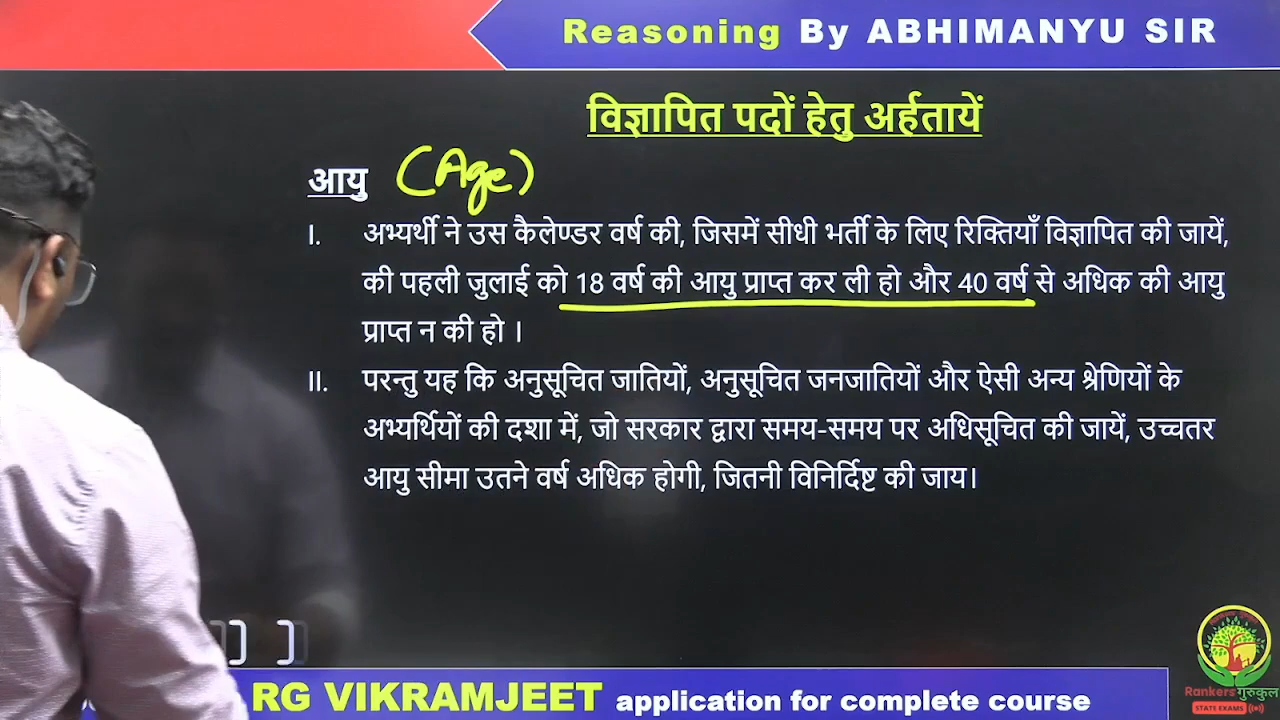 Reasoning By ABHIMANYU SIR
विज्ञापित पदों हेतु अर्हतायें
आयु (Age)
I. अभ्यर्थी ने उस कैलेण्डर वर्ष की, जिसमें सीधी भर्ती के लिए रिक्तियाँ विज्ञापित की जायें,
की पहली जुलाई को 18 वर्ष की आयु प्राप्त कर ली हो और 40 वर्ष से अधिक की आयु
प्राप्त न की हो ।
II. परन्तु यह कि अनुसूचित जातियों, अनुसूचित जनजातियों और ऐसी अन्य श्रेणियों के
अभ्यर्थियों की दशा में, जो सरकार द्वारा समय-समय पर अधिसूचित की जायें, उच्चतर
आयु सीमा उतने वर्ष अधिक होगी, जितनी विनिर्दिष्ट की जाय।
RG VIKRAMJEET application for complete course
Rankers गुरुकुल
STATE EXAMS